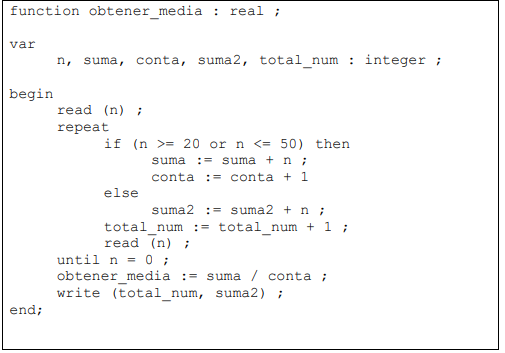 function obtener_media : real ;
var
n, suma, conta, suma2, total_num : integer ;
begin
read (n) ;
repeat
if (n >= 20 or n <= 50) then
suma := suma + n ;
conta := conta + 1
else
suma2 := suma2 + n ;
total_num := total_num + 1 ;
read (n) ;
until n = 0 ;
obtener_media := suma / conta ;
write (total_num, suma2) ;
end;